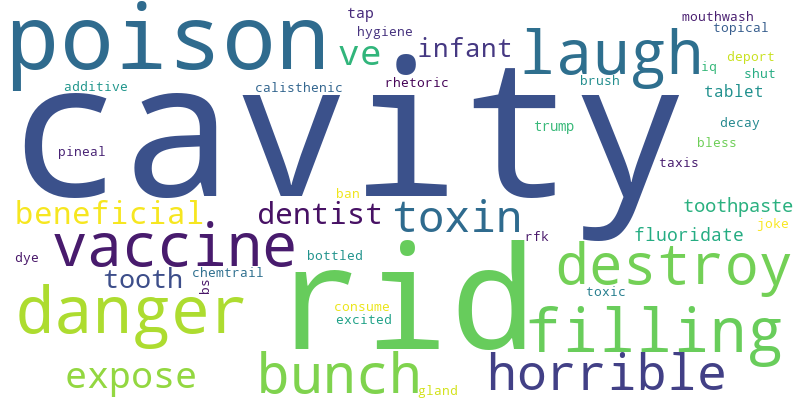 poison
tap
hygiene
ve
infant
laugh
mouthwash
topical
deport
iq
shut
additive
calisthenic
rhetoric
brush
tablet
cavity
trump
decay
bless
pineal
taxis
ban
beneficial
dentist
toxin
toothpaste
joke
vaccine
rfk
fluoridate
dye
tooth
chemtrail
bottled
destroy
bs
rid
toxic
danger
consume
excited
filling
expose
bunch
gland
horrible